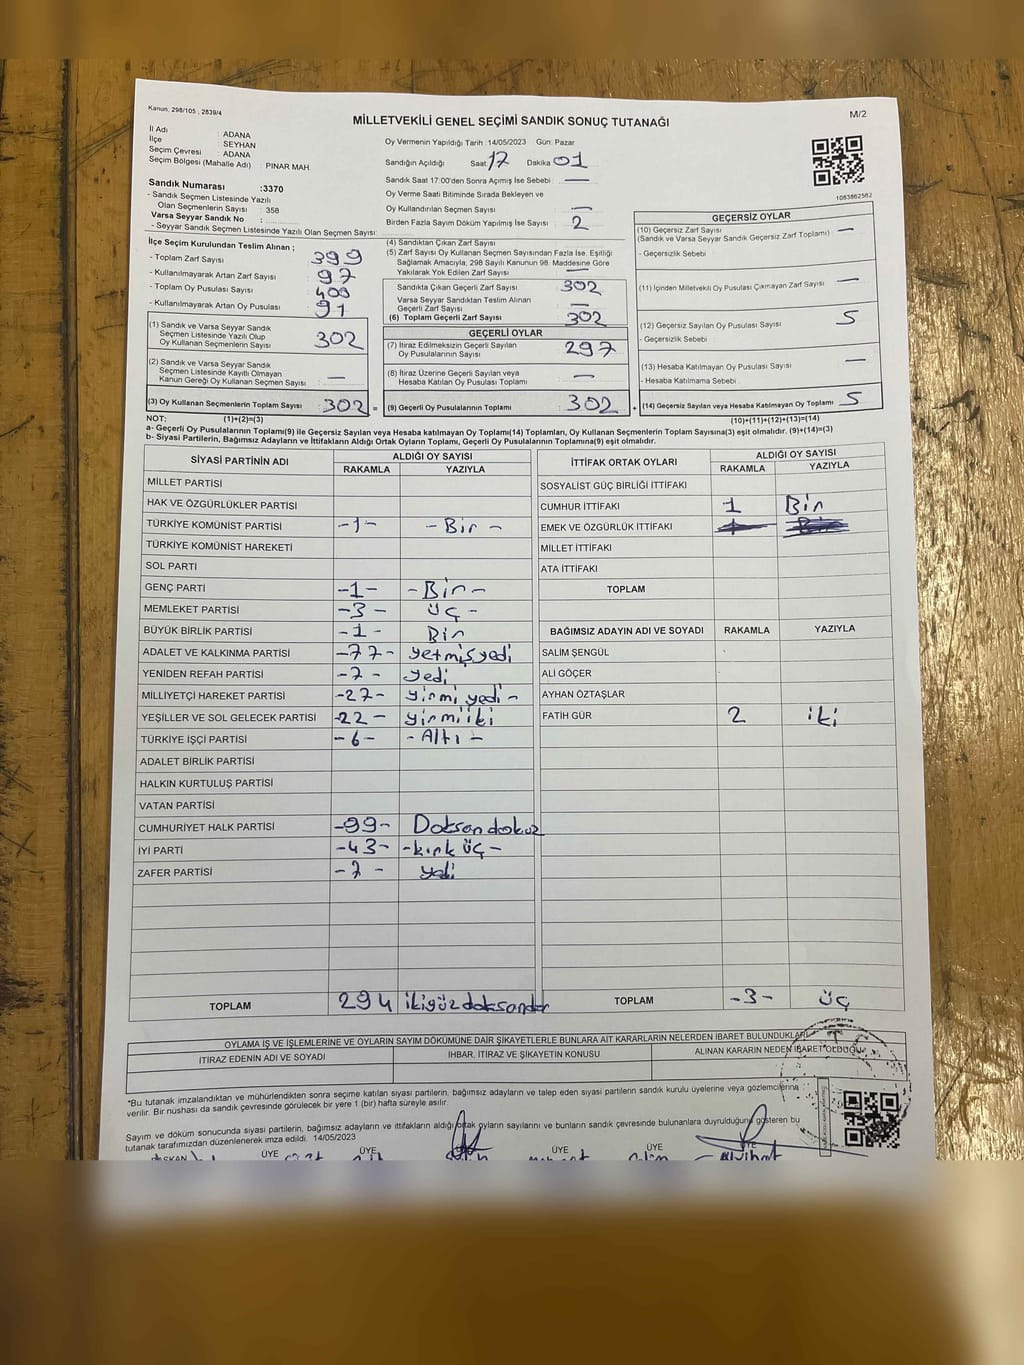 Kanun, 298/105 , 2839/4
MİLLETVEKİLİ GENEL SEÇİMİ SANDIK SONUÇ TUTANAĞI
M/2
İl Adı : ADANA
İlçe : SEYHAN
Seçim Çevresi : ADANA
Seçim Bölgesi (Mahalle Adı) : PINAR MAH
Sandık Numarası :3370
- Sandık Seçmen Listesinde Yazılı
Olan Seçmenlerin Sayısı : 358
Varsa Seyyar Sandık No :
- Seyyar Sandık Seçmen Listesinde Yazılı Olan Seçmen Sayısı:
Oy Vermenin Yapıldığı Tarih :14/05/2023 Gün: Pazar
Sandığın Açıldığı Saat 17 Dakika 01
Sandık Saat 17:00'den Sonra Açımış İse Sebebi : —
Oy Verme Saati Bitiminde Sırada Bekleyen ve
Oy Kullandırılan Seçmen Sayısı : —
Birden Fazla Sayım Döküm Yapılmış İse Sayısı : 2
1083862562
İlçe Seçim Kurulundan Teslim Alınan ;
- Toplam Zarf Sayısı : 399
- Kullanılmayarak Artan Zarf Sayısı : 97
- Toplam Oy Pusulası Sayısı : 400
- Kullanılmayarak Artan Oy Pusulası : 91
(1) Sandık ve Varsa Seyyar Sandık
Seçmen Listesinde Yazılı Olup
Oy Kullanan Seçmenlerin Sayısı : 302
(2) Sandık ve Varsa Seyyar Sandık
Seçmen Listesinde Kayıtlı Olmayan
Kanun Gereği Oy Kullanan Seçmen Sayısı : —
(3) Oy Kullanan Seçmenlerin Toplam Sayısı : 302 =
(4) Sandıktan Çıkan Zarf Sayısı
(5) Zarf Sayısı Oy Kullanan Seçmen Sayısından Fazla İse, Eşitliği
Sağlamak Amacıyla, 298 Sayılı Kanunun 98. Maddesine Göre
Yakılarak Yok Edilen Zarf Sayısı : —
Sandıkta Çıkan Geçerli Zarf Sayısı : 302
Varsa Seyyar Sandıktan Teslim Alınan
Geçerli Zarf Sayısı : —
(6) Toplam Geçerli Zarf Sayısı : 302
GEÇERLİ OYLAR
(7) İtiraz Edilmeksizin Geçerli Sayılan
Oy Pusulalarının Sayısı : 297
(8) İtiraz Üzerine Geçerli Sayılan veya
Hesaba Katılan Oy Pusulası Toplamı : —
(9) Geçerli Oy Pusulalarının Toplamı : 302 +
GEÇERSİZ OYLAR
(10) Geçersiz Zarf Sayısı
(Sandık ve Varsa Seyyar Sandık Geçersiz Zarf Toplamı) : —
- Geçersizlik Sebebi :
(11) İçinden Milletvekili Oy Pusulası Çıkmayan Zarf Sayısı : —
(12) Geçersiz Sayılan Oy Pusulası Sayısı : 5
- Geçersizlik Sebebi :
(13) Hesaba Katılmayan Oy Pusulası Sayısı : —
- Hesaba Katılmama Sebebi :
(14) Geçersiz Sayılan veya Hesaba Katılmayan Oy Toplamı : 5
NOT: (1)+(2)=(3) (10)+(11)+(12)+(13)=(14)
a- Geçerli Oy Pusulalarının Toplamı(9) ile Geçersiz Sayılan veya Hesaba katılmayan Oy Toplamı(14) Toplamları, Oy Kullanan Seçmenlerin Toplam Sayısına(3) eşit olmalıdır. (9)+(14)=(3)
b- Siyasi Partilerin, Bağımsız Adayların ve İttifakların Aldığı Ortak Oyların Toplamı, Geçerli Oy Pusulalarının Toplamına(9) eşit olmalıdır.
SİYASİ PARTİNİN ADI
ALDIĞI OY SAYISI
RAKAMLA YAZIYLA
MİLLET PARTİSİ
HAK VE ÖZGÜRLÜKLER PARTİSİ
TÜRKİYE KOMÜNİST PARTİSİ -1- - Bir -
TÜRKİYE KOMÜNİST HAREKETİ
SOL PARTİ
GENÇ PARTİ -1- - Bir -
MEMLEKET PARTİSİ -3- üç -
BÜYÜK BİRLİK PARTİSİ -1- Bir
ADALET VE KALKINMA PARTİSİ -77- yetmişyedi
YENİDEN REFAH PARTİSİ -7- yedi
MİLLİYETÇİ HAREKET PARTİSİ -27- yirmi yedi -
YEŞİLLER VE SOL GELECEK PARTİSİ -22- yirmi iki
TÜRKİYE İŞÇİ PARTİSİ -6- - Altı -
ADALET BİRLİK PARTİSİ
HALKIN KURTULUŞ PARTİSİ
VATAN PARTİSİ
CUMHURİYET HALK PARTİSİ -99- Doksandokuz
İYİ PARTİ -43- - kırk üç -
ZAFER PARTİSİ -7- yedi
TOPLAM 294 ikiyüzdoksandör
İTTİFAK ORTAK OYLARI
ALDIĞI OY SAYISI
RAKAMLA YAZIYLA
SOSYALİST GÜÇ BİRLİĞİ İTTİFAKI
CUMHUR İTTİFAKI 1 Bir
EMEK VE ÖZGÜRLÜK İTTİFAKI
MİLLET İTTİFAKI
ATA İTTİFAKI
TOPLAM
BAĞIMSIZ ADAYIN ADI VE SOYADI RAKAMLA YAZIYLA
SALİM ŞENGÜL
ALİ GÖÇER
AYHAN ÖZTAŞLAR
FATİH GÜR 2 iki
TOPLAM -3- üç
OYLAMA İŞ VE İŞLEMLERİNE VE OYLARIN SAYIM DÖKÜMÜNE DAİR ŞİKAYETLERLE BUNLARA AİT KARARLARIN NELERDEN İBARET BULUNDUKLARI
İTİRAZ EDENİN ADI VE SOYADI İHBAR, İTİRAZ VE ŞİKAYETİN KONUSU ALINAN KARARIN NEDEN İBARET OLDUĞU
*Bu tutanak imzalandıktan ve mühürlendikten sonra seçime katılan siyasi partilerin, bağımsız adayların ve talep eden siyasi partilerin sandık kurulu üyelerine veya gözlemcilerine
verilir. Bir nüshası da sandık çevresinde görülecek bir yere 1 (bir) hafta süreyle asılır.
Sayım ve döküm sonucunda siyasi partilerin, bağımsız adayların ve ittifakların aldığı ortak oyların sayılarını ve bunların sandık çevresinde bulunanlara duyrulduğunu gösteren bu
tutanak tarafımızdan düzenlenerek imza edildi. 14/05/2023
BAŞKAN ÜYE ÜYE ÜYE ÜYE ÜYE